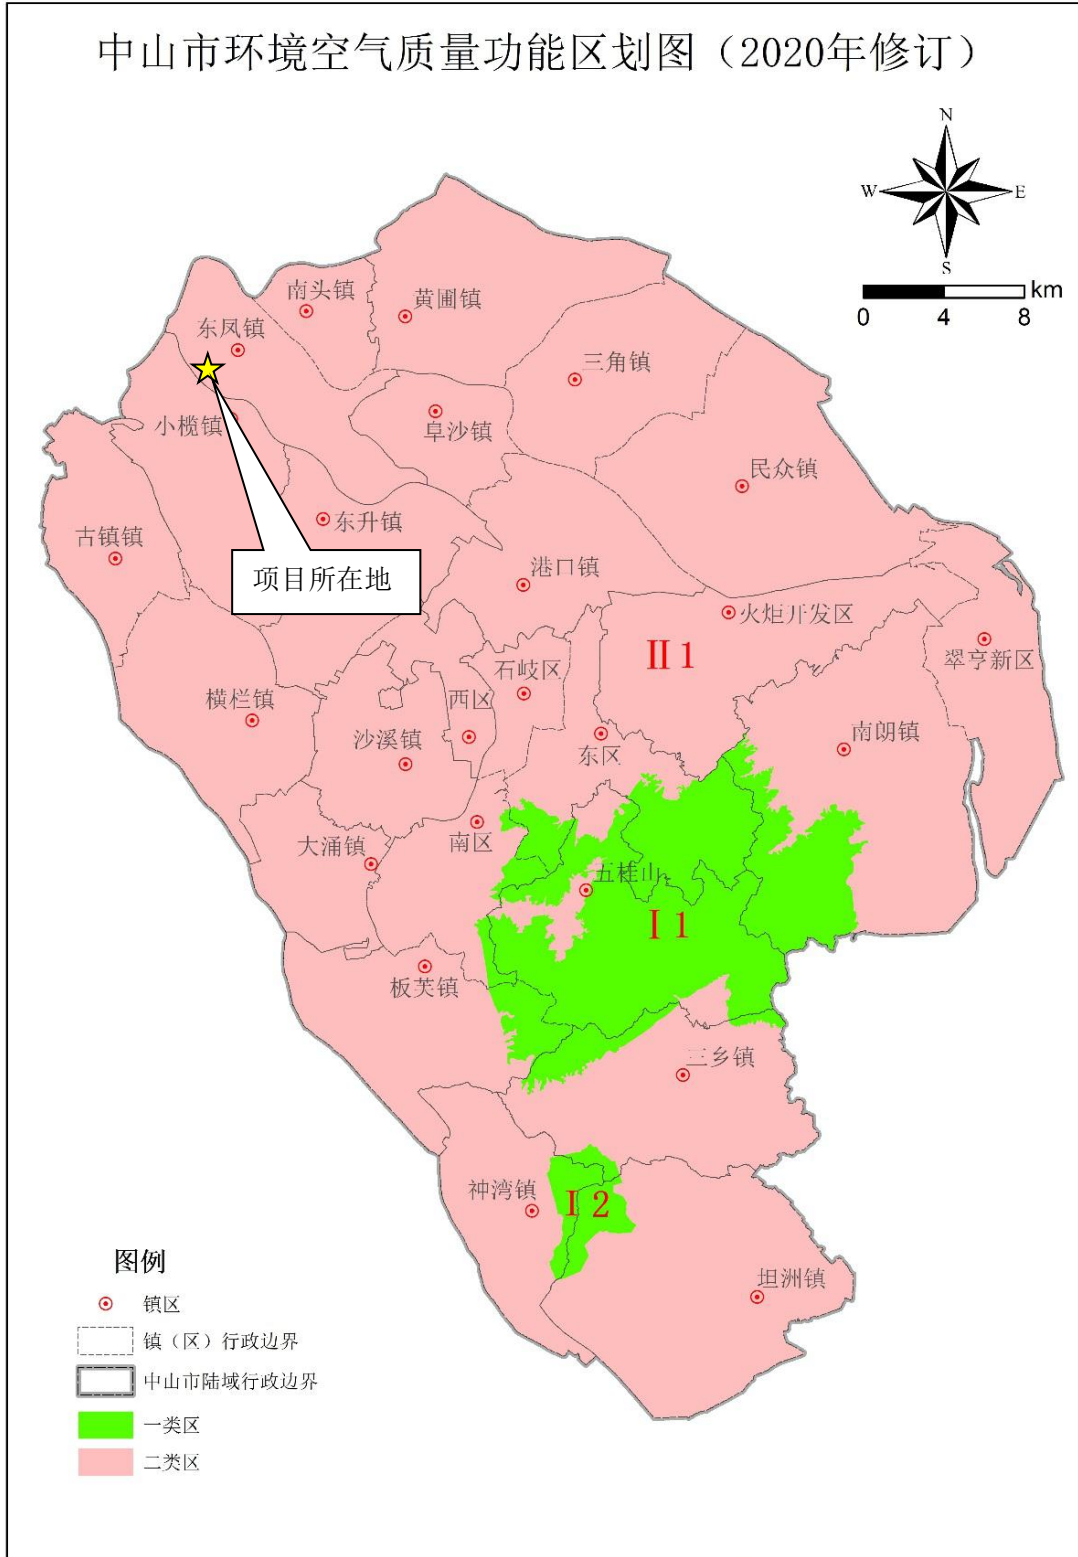 中山市环境空气质量功能区划图（2020年修订）
N
W
E
S
km
0
4
8
南头镇
黄圃镇
东凤镇
三角镇
小榄镇
阜沙镇
民众镇
古镇镇
东升镇
项目所在地
港口镇
火炬开发区
翠亨新区
II 1
石岐区
横栏镇
西区
沙溪镇
东区
南朗镇
南区
大涌镇
五桂山
I 1
板芙镇
三乡镇
神湾镇
I 2
坦洲镇
图例
镇区
镇（区）行政边界
中山市陆域行政边界
一类区
二类区